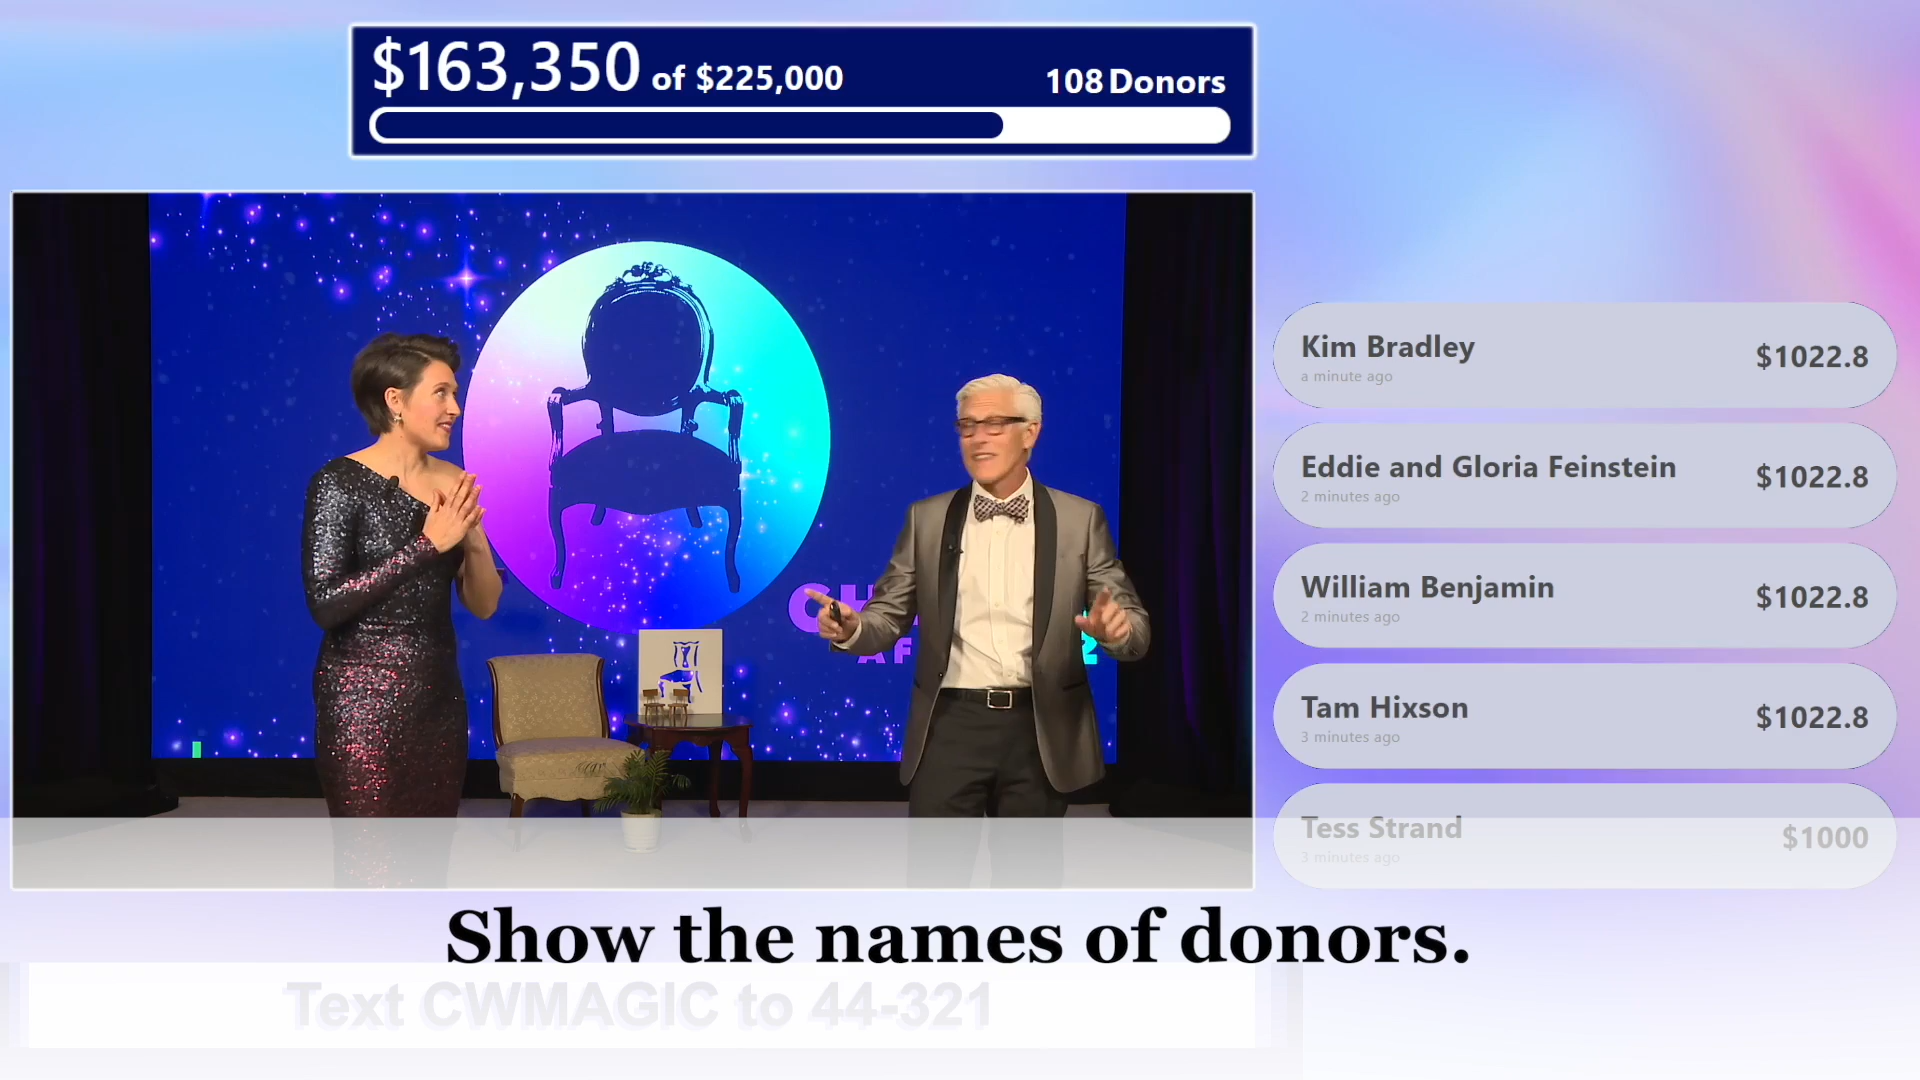 $163,350 of $225,000
108 Donors
Kim Bradley
a minute ago
$1022.8
Eddie and Gloria Feinstein
2 minutes ago
$1022.8
William Benjamin
2 minutes ago
$1022.8
Tam Hixson
3 minutes ago
$1022.8
Tess Strand
3 minutes ago
$1000
Show the names of donors.
Text CWMAGIC to 44-321